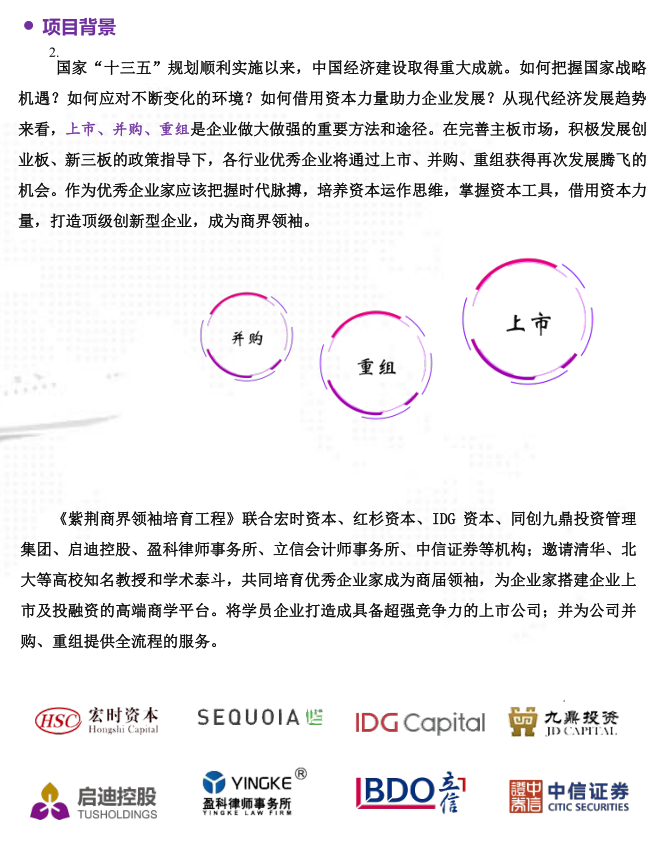 项目背景
2.
国家“十三五”规划顺利实施以来，中国经济建设取得重大成就。如何把握国家战略
机遇？如何应对不断变化的环境？如何借用资本力量助力企业发展？从现代经济发展趋势
来看，上市、并购、重组是企业做大做强的重要方法和途径。在完善主板市场，积极发展创
业板、新三板的政策指导下，各行业优秀企业将通过上市、并购、重组获得再次发展腾飞的
机会。作为优秀企业家应该把握时代脉搏，培养资本运作思维，掌握资本工具，借用资本力
量，打造顶级创新型企业，成为商界领袖。
并购
重组
上市
《紫荆商界领袖培育工程》联合宏时资本、红杉资本、IDG 资本、同创九鼎投资管理
集团、启迪控股、盈科律师事务所、立信会计师事务所、中信证券等机构；邀请清华、北
大等高校知名教授和学术泰斗，共同培育优秀企业家成为商届领袖，为企业家搭建企业上
市及投融资的高端商学平台。将学员企业打造成具备超强竞争力的上市公司；并为公司并
购、重组提供全流程的服务。
HSC 宏时资本
Hongshi Capital
SEQUOIA
IDG Capital
九鼎投资
JD CAPITAL
启迪控股
TUSHOLDINGS
YINGKE®
盈科律师事务所
YINGKE LAW FIRM
BDO 立信
中信證券 中信证券
CITIC SECURITIES